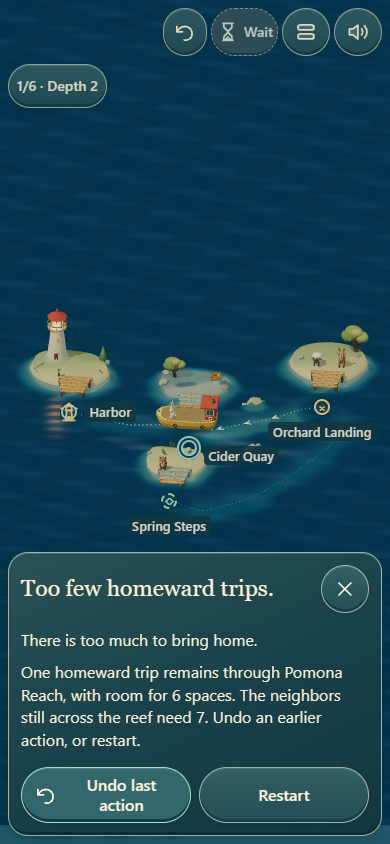 Wait
1/6 · Depth 2
Harbor
Orchard Landing
Cider Quay
Spring Steps
Too few homeward trips.
There is too much to bring home.
One homeward trip remains through Pomona
Reach, with room for 6 spaces. The neighbors
still across the reef need 7. Undo an earlier
action, or restart.
Undo last
action
Restart